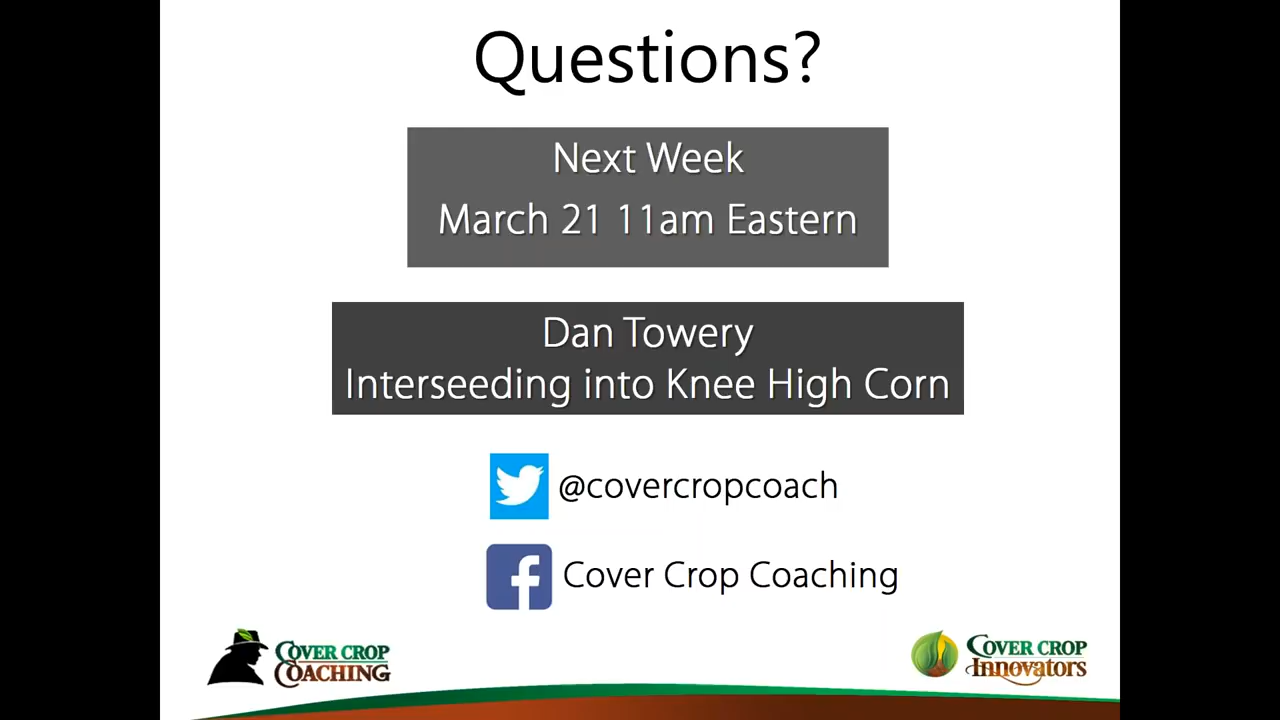 Questions?
Next Week
March 21 11am Eastern
Dan Towery
Interseeding into Knee High Corn
@covercropcoach
Cover Crop Coaching
COVER CROP
COACHING
COVER CROP
Innovators